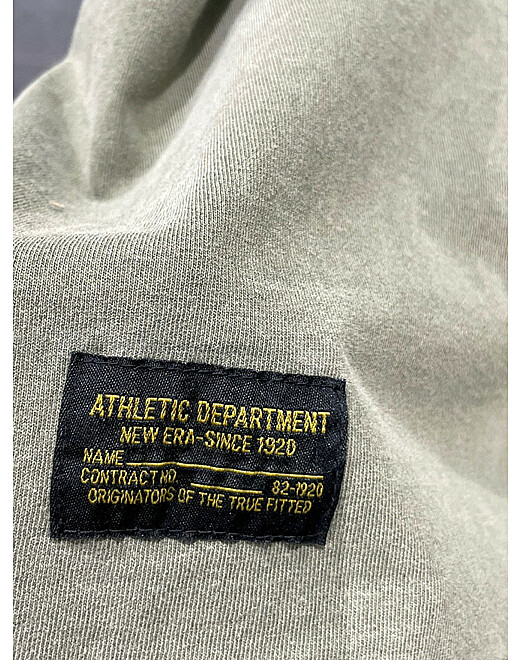 ATHLETIC DEPARTMENT
NEW ERA-SINCE 1920
NAME
CONTRACT NO. 82-1920
ORIGINATORS OF THE TRUE FITTED